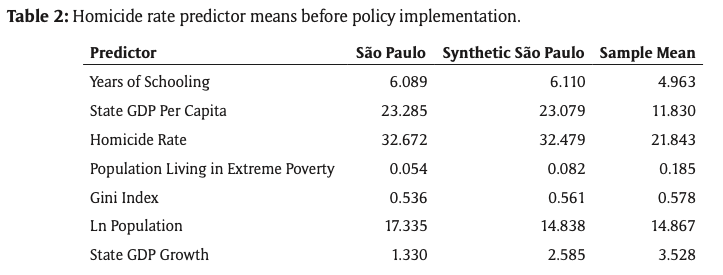 Table 2: Homicide rate predictor means before policy implementation.
Predictor São Paulo Synthetic São Paulo Sample Mean
Years of Schooling 6.089 6.110 4.963
State GDP Per Capita 23.285 23.079 11.830
Homicide Rate 32.672 32.479 21.843
Population Living in Extreme Poverty 0.054 0.082 0.185
Gini Index 0.536 0.561 0.578
Ln Population 17.335 14.838 14.867
State GDP Growth 1.330 2.585 3.528